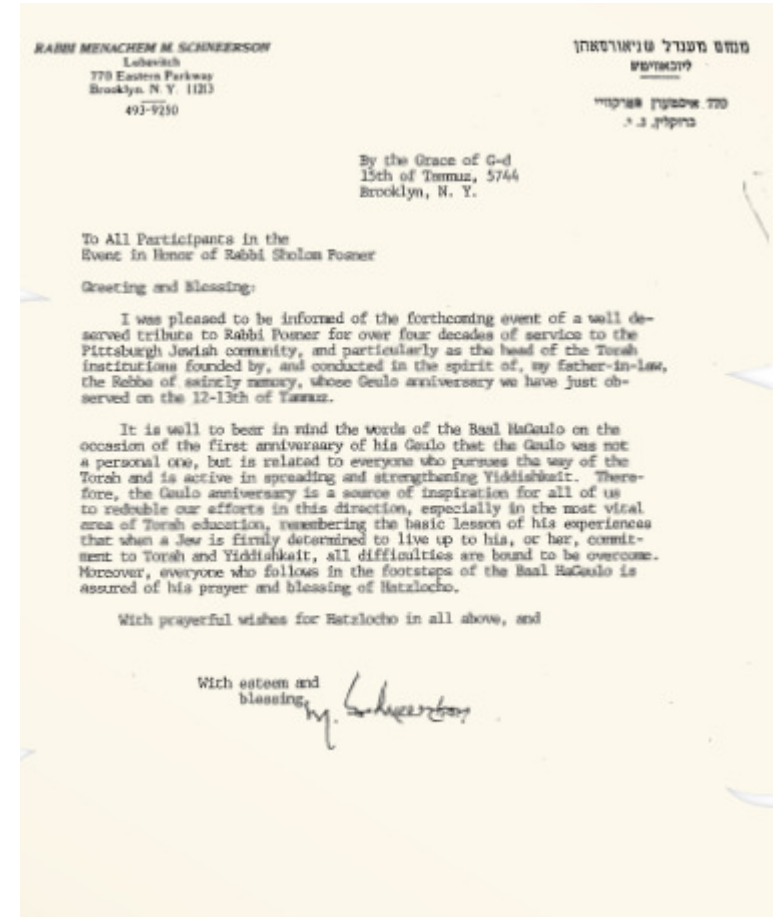 RABBI MENACHEM M. SCHNEERSON
Lubavitch
770 Eastern Parkway
Brooklyn, N. Y. 11213
493-9250
מנחם מענדל שניאורסאהן
ליובאוויטש
770 איסטערן פארקוויי
ברוקלין, נ. י.
By the Grace of G-d
15th of Tammuz, 5744
Brooklyn, N. Y.
To All Participants in the
Event in Honor of Rabbi Sholom Posner
Greeting and Blessing:
I was pleased to be informed of the forthcoming event of a well de-
served tribute to Rabbi Posner for over four decades of service to the
Pittsburgh Jewish community, and particularly as the head of the Torah
institutions founded by, and conducted in the spirit of, my father-in-law,
the Rebbe of saintly memory, whose Geulo anniversary we have just ob-
served on the 12-13th of Tammuz.
It is well to bear in mind the words of the Baal HaGeulo on the
occasion of the first anniversary of his Geulo that the Geulo was not
a personal one, but is related to everyone who pursues the way of the
Torah and is active in spreading and strengthening Yiddishkeit. There-
fore, the Geulo anniversary is a source of inspiration for all of us
to redouble our efforts in this direction, especially in the most vital
area of Torah education, remembering the basic lesson of his experiences
that when a Jew is firmly determined to live up to his, or her, commit-
ment to Torah and Yiddishkeit, all difficulties are bound to be overcome.
Moreover, everyone who follows in the footsteps of the Baal HaGeulo is
assured of his prayer and blessing of Hatzlocho.
With prayerful wishes for Hatzlocho in all above, and
With esteem and
blessing,
M. Schneerson